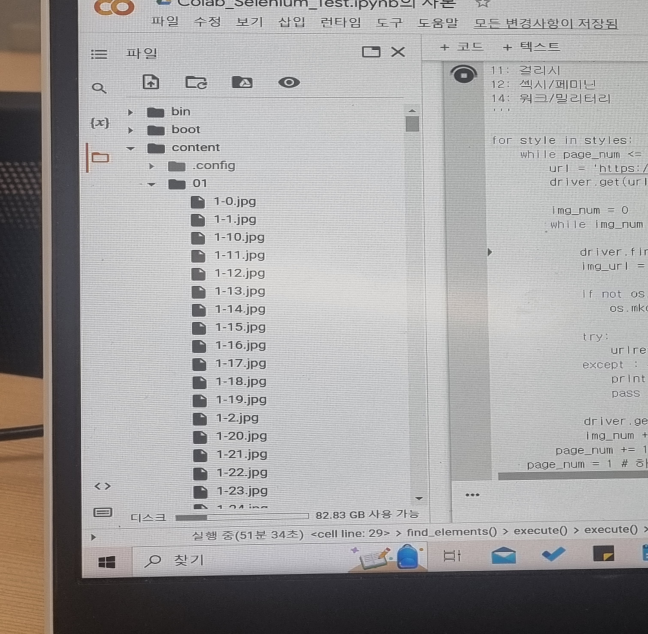 Colab_Selenium_Test.ipynb의 사본
파일 수정 보기 삽입 런타임 도구 도움말 모든 변경사항이 저장됨
파일
+ 코드 + 텍스트
{x}
bin
boot
content
.config
01
1-0.jpg
1-1.jpg
1-10.jpg
1-11.jpg
1-12.jpg
1-13.jpg
1-14.jpg
1-15.jpg
1-16.jpg
1-17.jpg
1-18.jpg
1-19.jpg
1-2.jpg
1-20.jpg
1-21.jpg
1-22.jpg
1-23.jpg
1-24.jpg
디스크 82.83 GB 사용 가능
11: 걸리시
12: 섹시/페미닌
14: 워크/밀리터리
'''
for style in styles:
while page_num <=
url = 'https:/
driver.get(url
img_num = 0
while img_num
driver.fin
img_url =
if not os
os.mk
try:
urlre
except :
print
pass
driver.ge
img_num +
page_num += 1
page_num = 1 # 하
실행 중(51분 34초) <cell line: 29> > find_elements() > execute() > execute() >
찾기